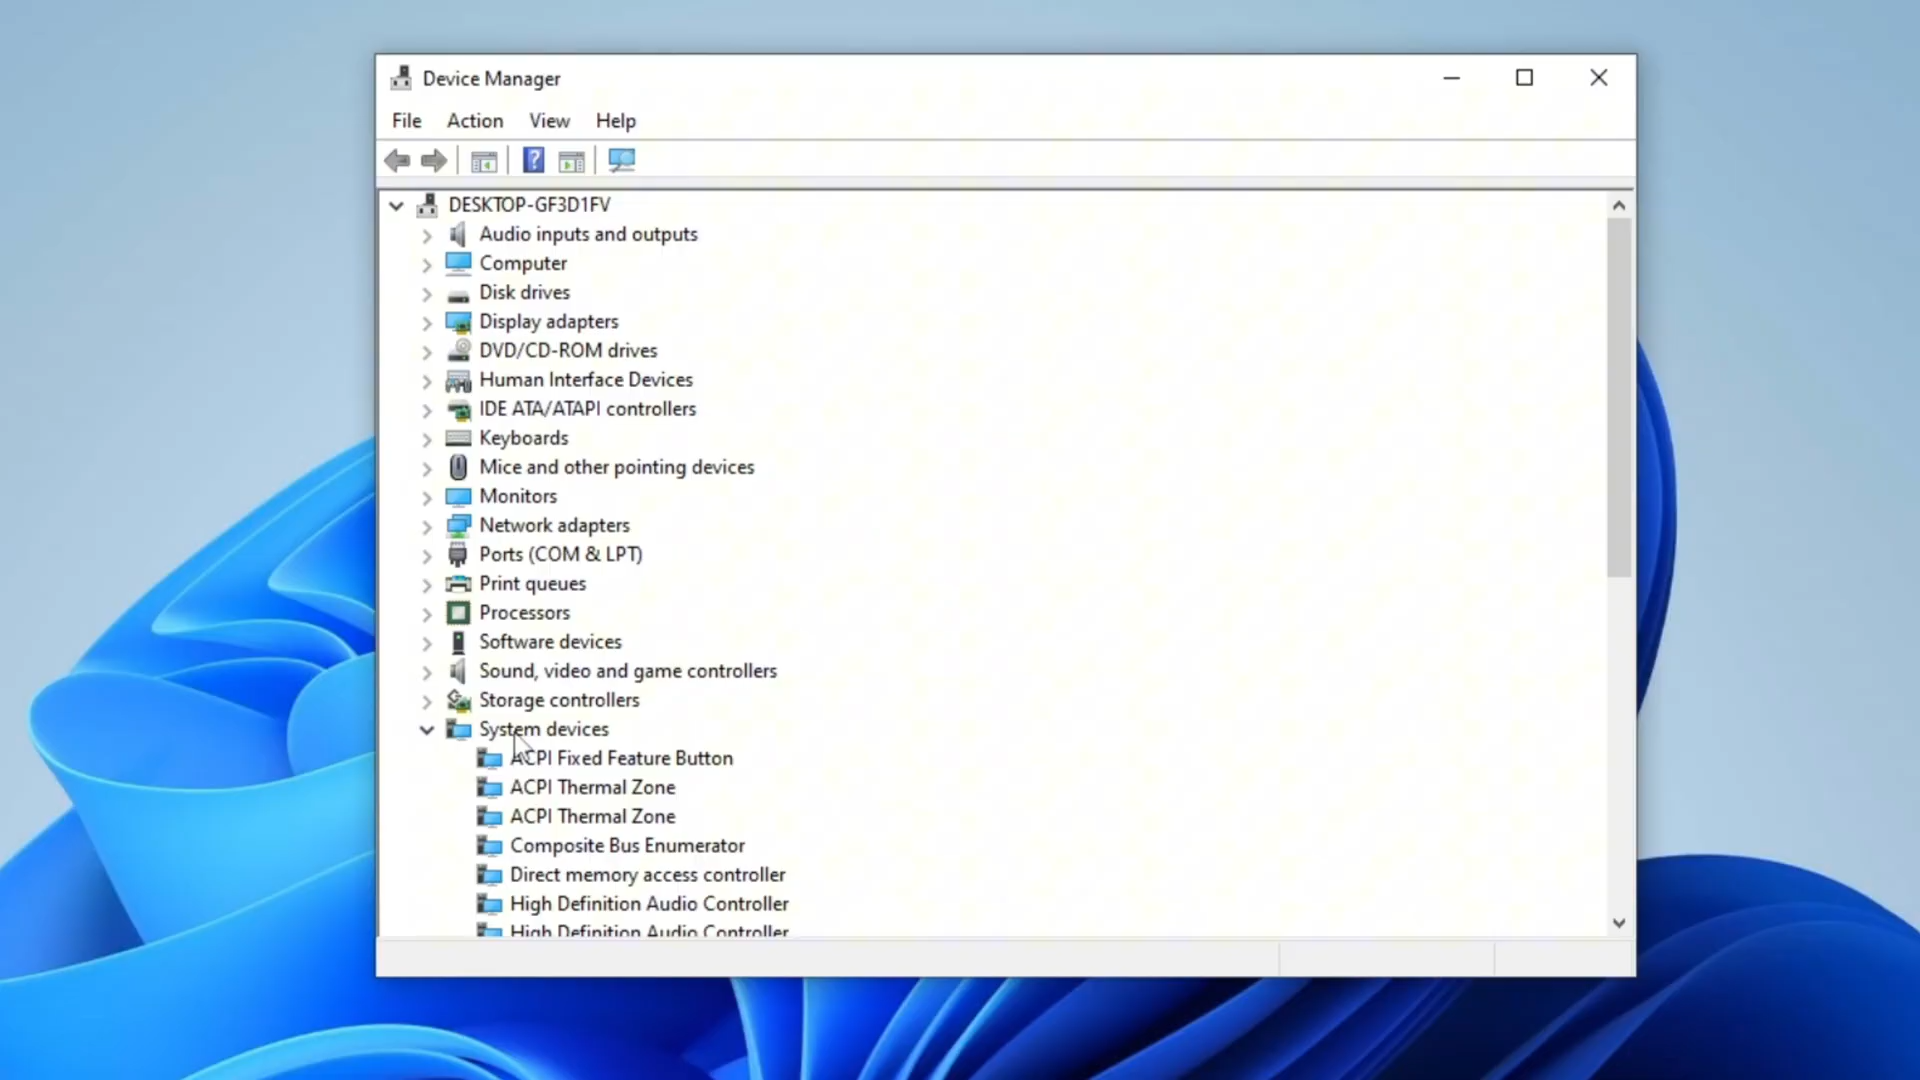 Device Manager
File Action View Help
DESKTOP-GF3D1FV
Audio inputs and outputs
Computer
Disk drives
Display adapters
DVD/CD-ROM drives
Human Interface Devices
IDE ATA/ATAPI controllers
Keyboards
Mice and other pointing devices
Monitors
Network adapters
Ports (COM & LPT)
Print queues
Processors
Software devices
Sound, video and game controllers
Storage controllers
System devices
ACPI Fixed Feature Button
ACPI Thermal Zone
ACPI Thermal Zone
Composite Bus Enumerator
Direct memory access controller
High Definition Audio Controller
High Definition Audio Controller